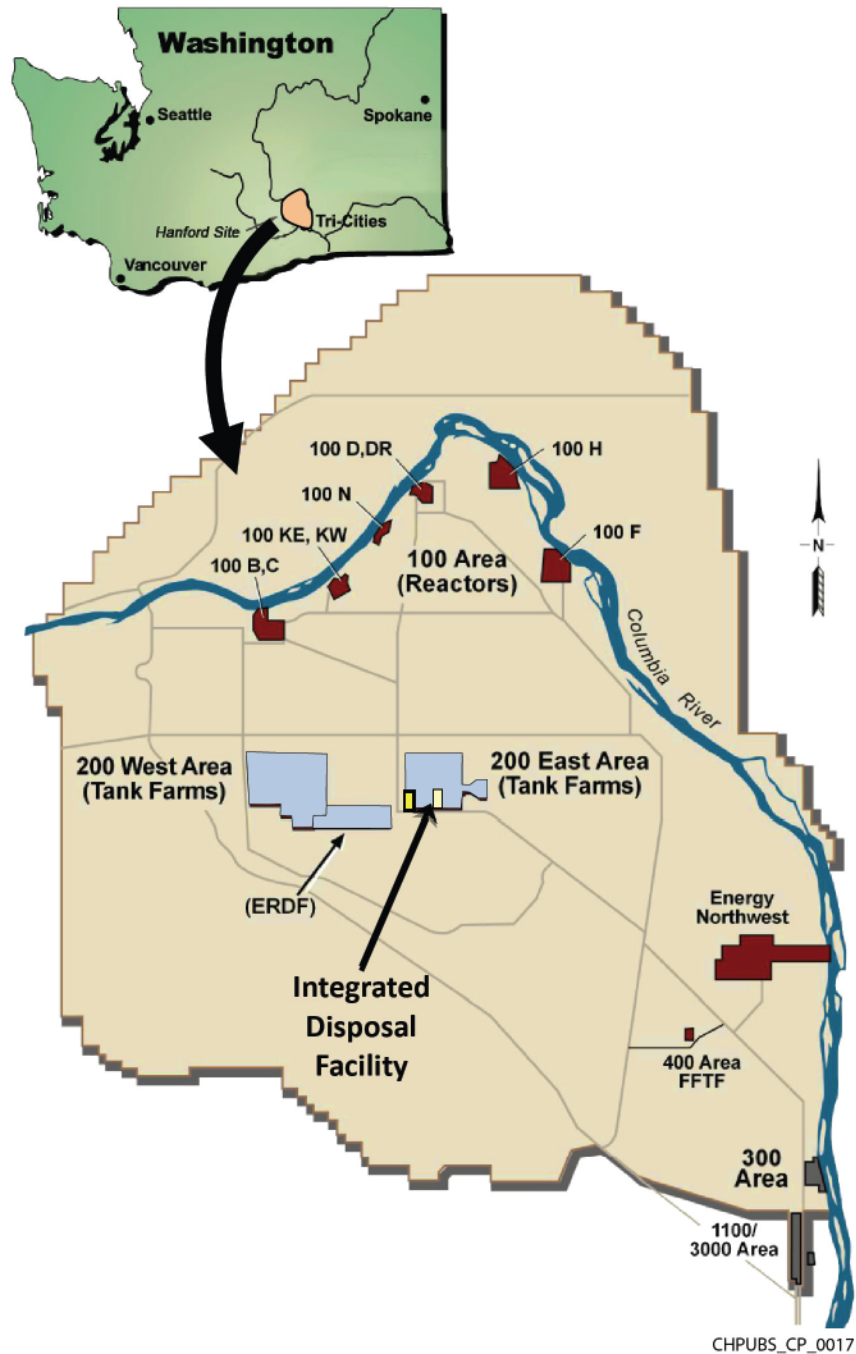 Washington
Seattle
Spokane
Hanford Site
Tri-Cities
Vancouver
100 D,DR
100 H
100 N
100 KE, KW
100 F
100 B,C
100 Area
(Reactors)
N
Columbia River
200 West Area
(Tank Farms)
200 East Area
(Tank Farms)
(ERDF)
Energy
Northwest
Integrated
Disposal
Facility
400 Area
FFTF
300
Area
1100/
3000 Area
CHPUBS_CP_0017